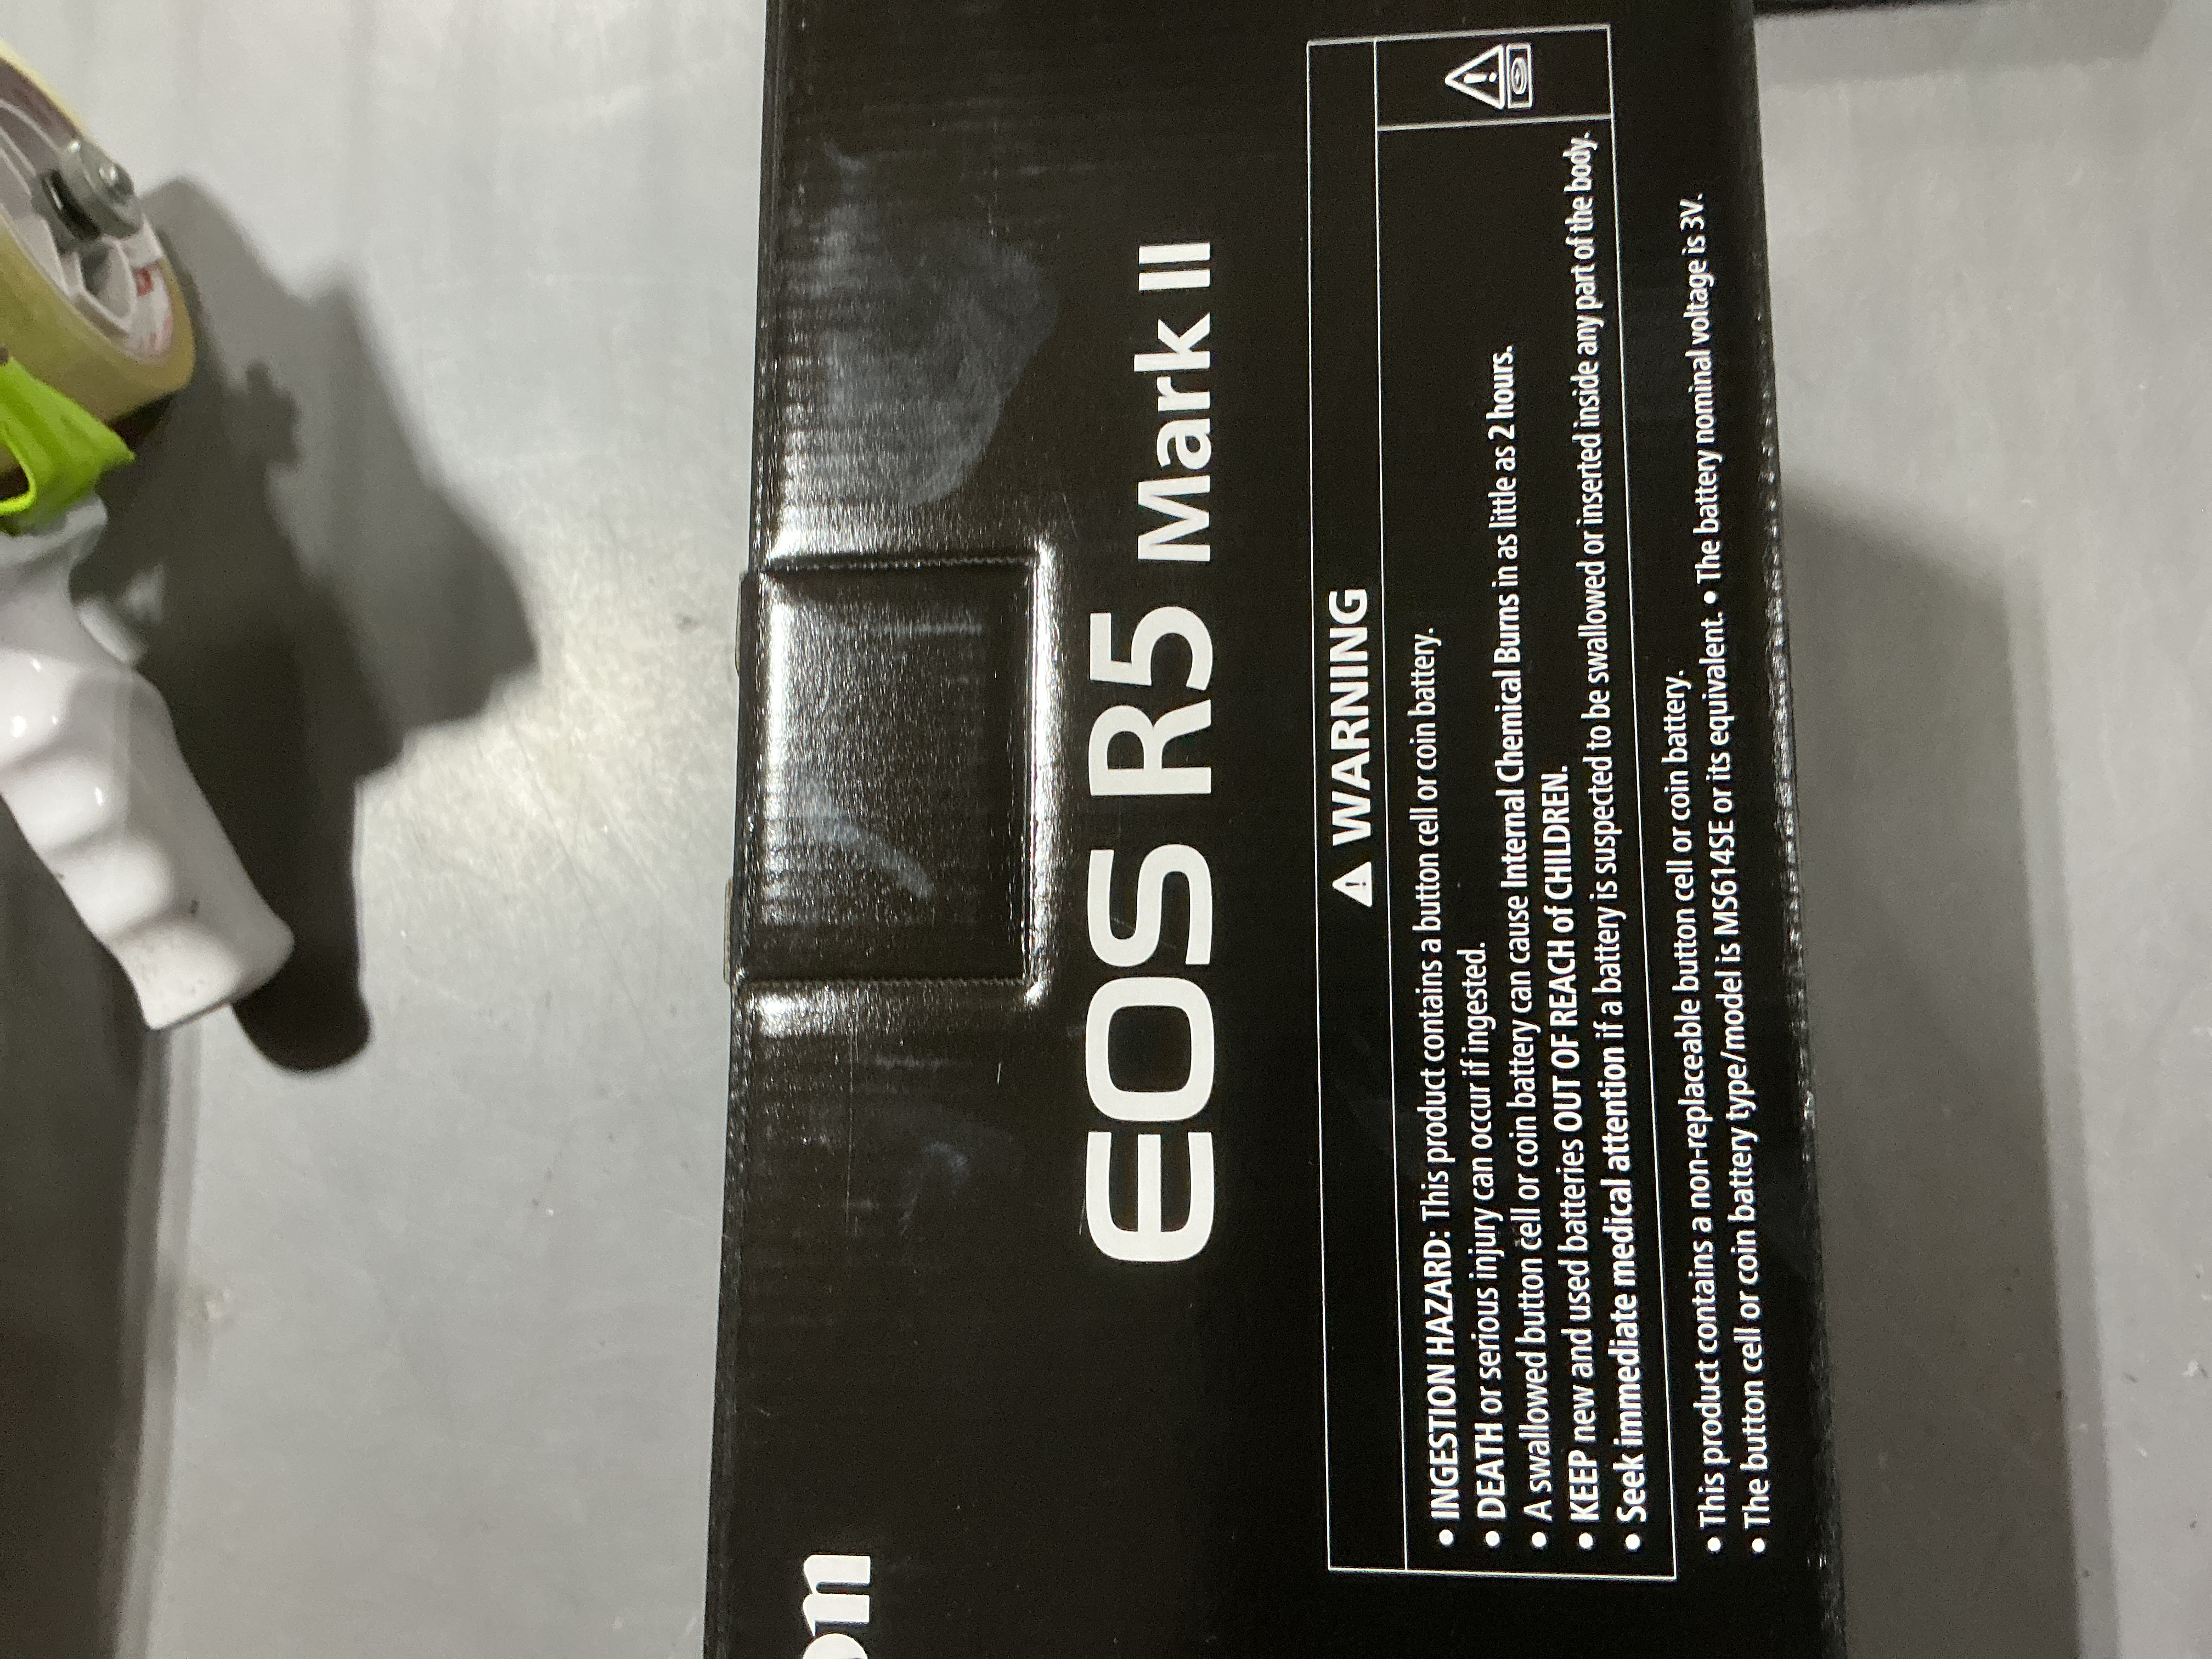 EOS R5 Mark II
WARNING
• INGESTION HAZARD: This product contains a button cell or coin battery.
• DEATH or serious injury can occur if ingested.
• A swallowed button cell or coin battery can cause Internal Chemical Burns in as little as 2 hours.
• KEEP new and used batteries OUT OF REACH of CHILDREN.
• Seek immediate medical attention if a battery is suspected to be swallowed or inserted inside any part of the body.
• This product contains a non-replaceable button cell or coin battery.
• The button cell or coin battery type/model is MS614SE or its equivalent. • The battery nominal voltage is 3V.